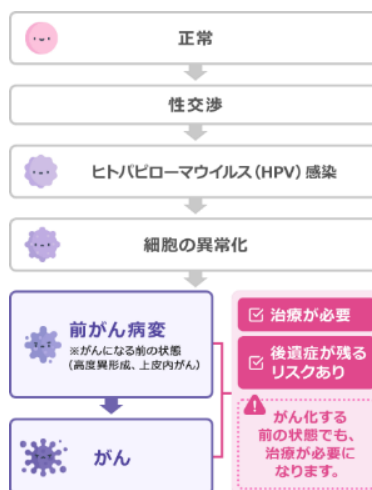 正常
性交渉
ヒトパピローマウイルス(HPV)感染
細胞の異常化
前がん病変
※がんになる前の状態
(高度異形成、上皮内がん)
がん
治療が必要
後遺症が残る
リスクあり
がん化する
前の状態でも、
治療が必要に
なります。